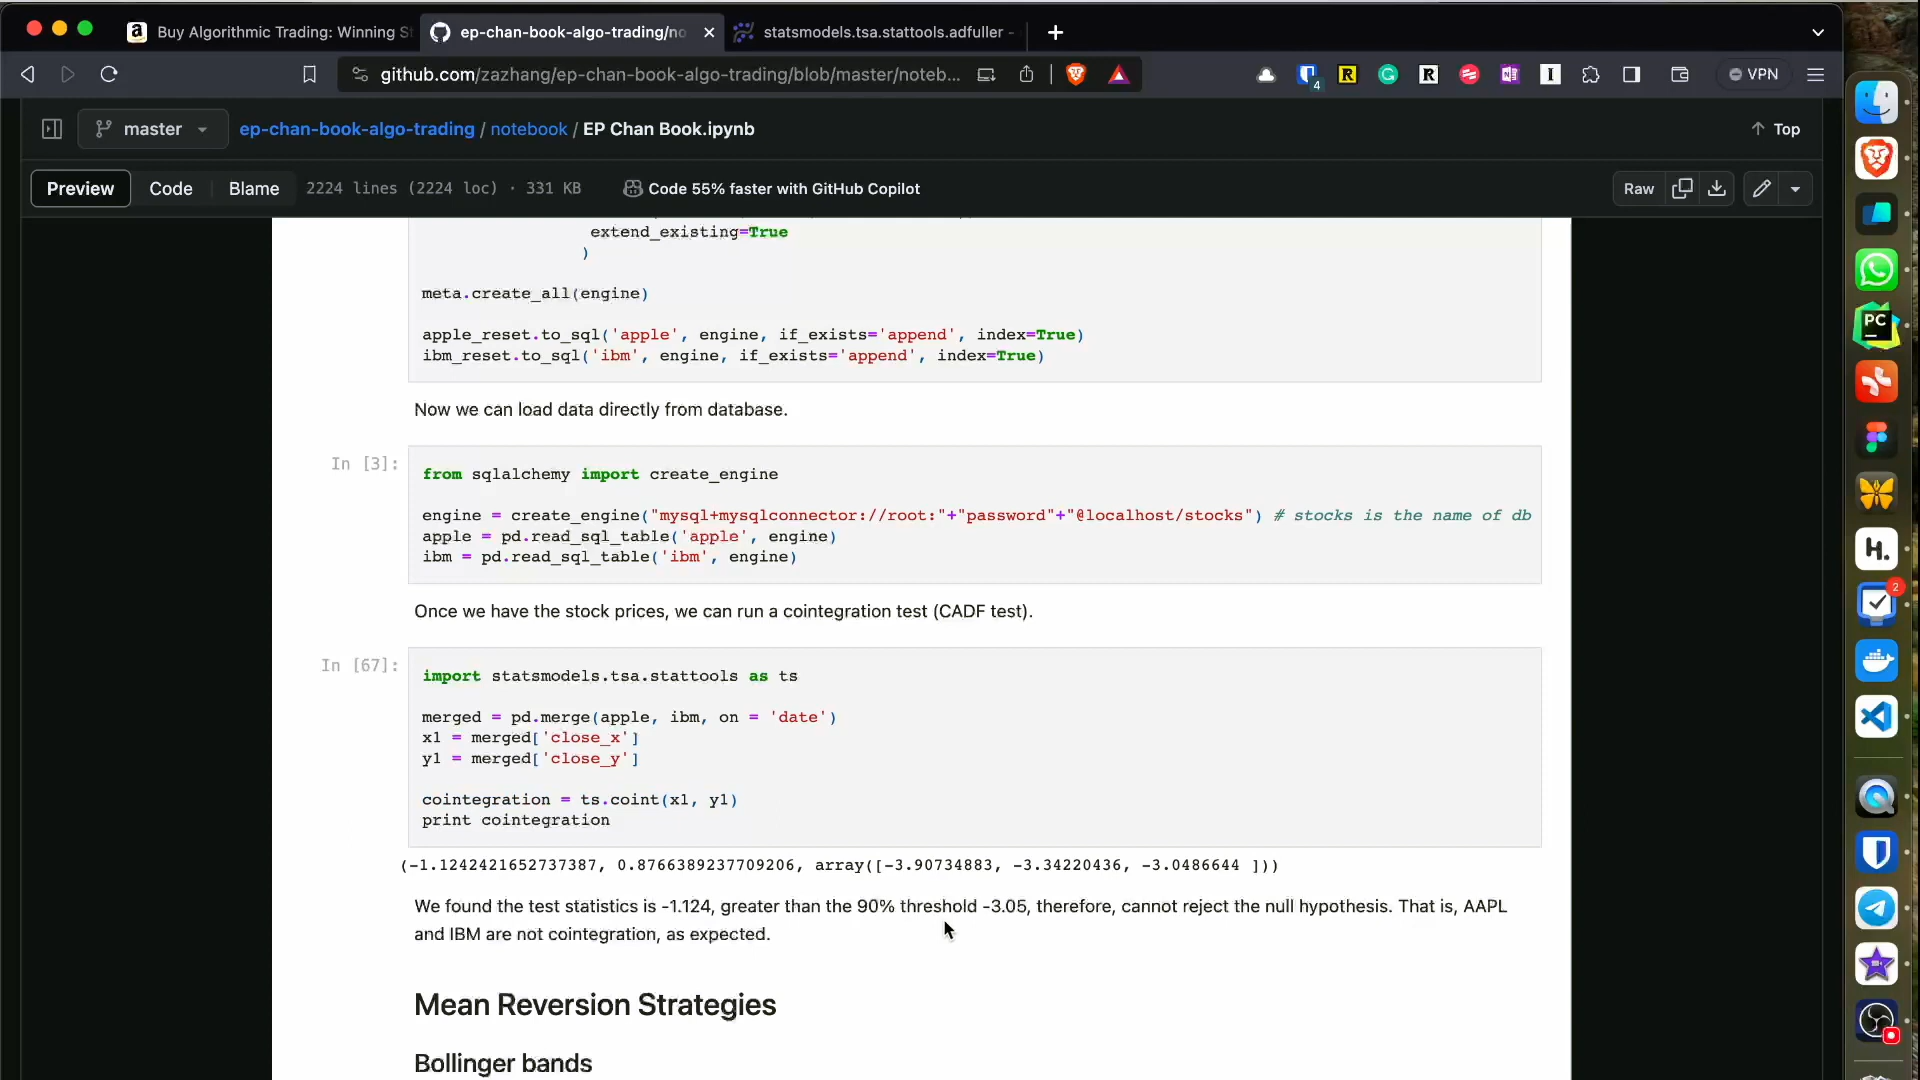 Buy Algorithmic Trading: Winning St
ep-chan-book-algo-trading/no
statsmodels.tsa.stattools.adfuller -
github.com/zazhang/ep-chan-book-algo-trading/blob/master/noteb...
4
VPN
master
ep-chan-book-algo-trading / notebook / EP Chan Book.ipynb
Top
Preview
Code
Blame
2224 lines (2224 loc) · 331 KB
Code 55% faster with GitHub Copilot
Raw
extend_existing=True
)
meta.create_all(engine)
apple_reset.to_sql('apple', engine, if_exists='append', index=True)
ibm_reset.to_sql('ibm', engine, if_exists='append', index=True)
Now we can load data directly from database.
In [3]:
from sqlalchemy import create_engine
engine = create_engine("mysql+mysqlconnector://root:"+"password"+"@localhost/stocks") # stocks is the name of db
apple = pd.read_sql_table('apple', engine)
ibm = pd.read_sql_table('ibm', engine)
Once we have the stock prices, we can run a cointegration test (CADF test).
In [67]:
import statsmodels.tsa.stattools as ts
merged = pd.merge(apple, ibm, on = 'date')
x1 = merged['close_x']
y1 = merged['close_y']
cointegration = ts.coint(x1, y1)
print cointegration
(-1.1242421652737387, 0.8766389237709206, array([-3.90734883, -3.34220436, -3.0486644 ]))
We found the test statistics is -1.124, greater than the 90% threshold -3.05, therefore, cannot reject the null hypothesis. That is, AAPL
and IBM are not cointegration, as expected.
Mean Reversion Strategies
Bollinger bands
PC
H.
2